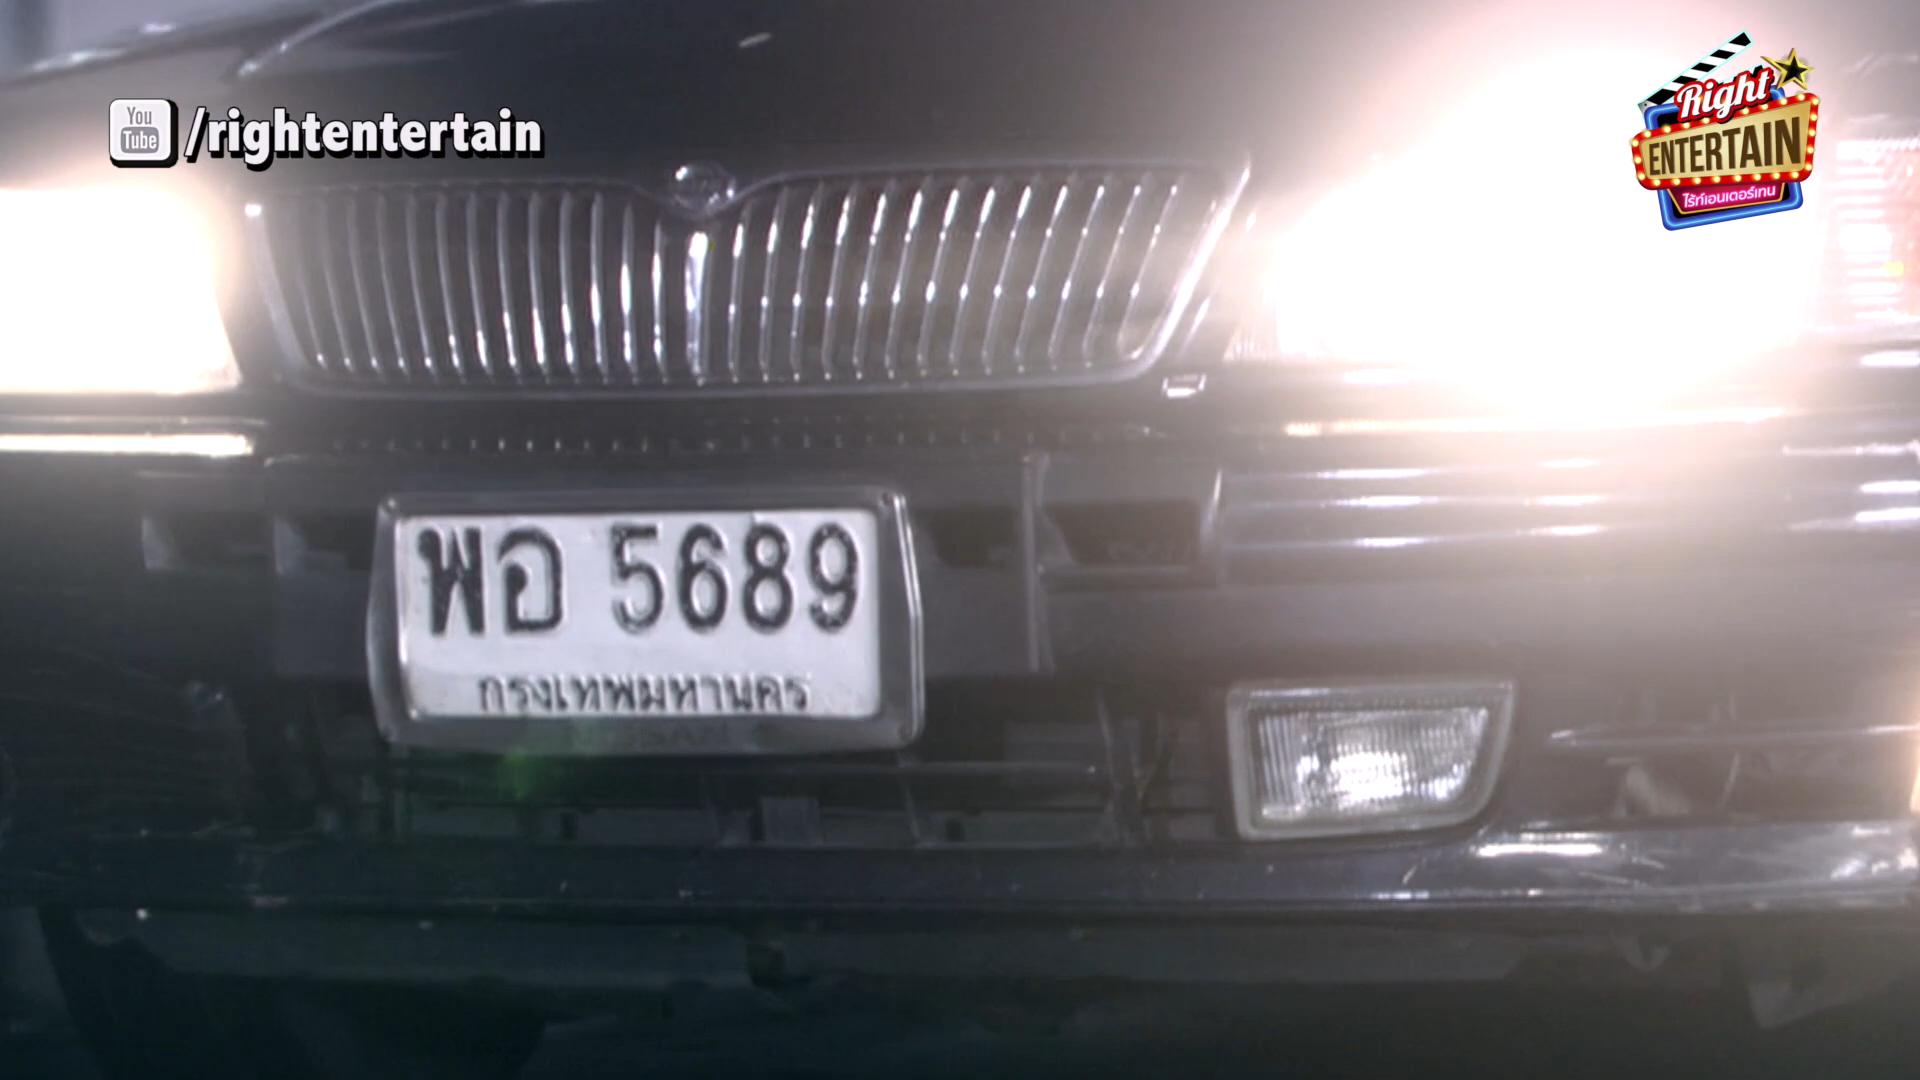 You
Tube
/rightentertain
Right
ENTERTAIN
ไร้ท์เอนเตอร์เทน
พอ 5689
กรุงเทพมหานคร